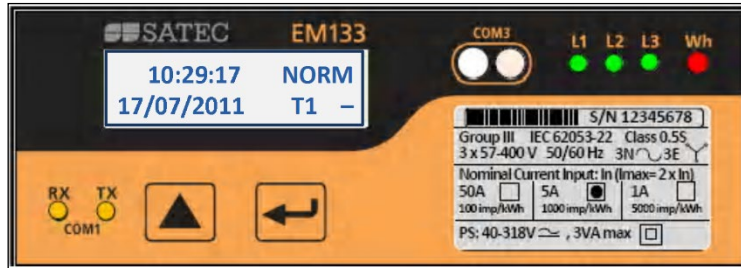 SATEC EM133
10:29:17 NORM
17/07/2011 T1 –
COM3
L1 L2 L3 Wh
S/N 12345678
Group III IEC 62053-22 Class 0.5S
3 x 57-400 V 50/60 Hz 3N 3E
Nominal Current Input: In (Imax= 2 x In)
50A 5A 1A
100 imp/kWh 1000 imp/kWh 5000 imp/kWh
PS: 40-318V , 3VA max
RX TX
COM1